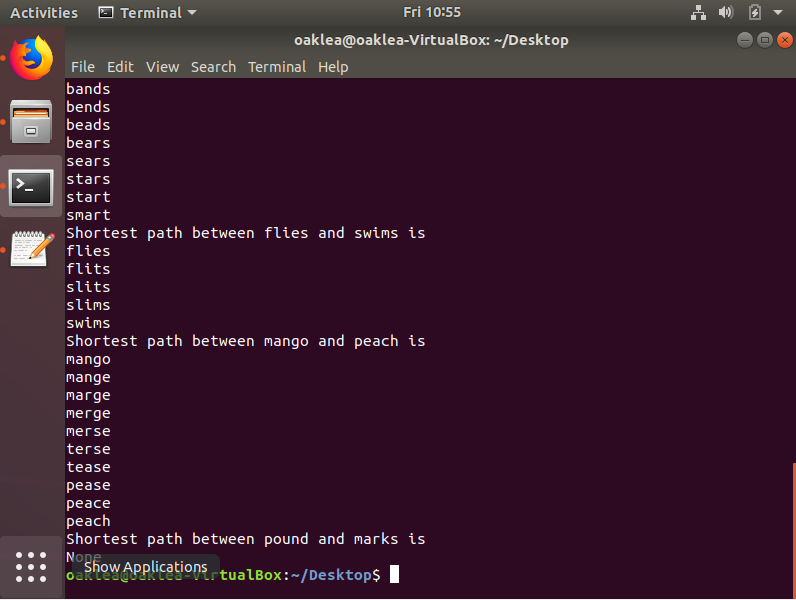 Activities Terminal Fri 10:55
oaklea@oaklea-VirtualBox: ~/Desktop
File Edit View Search Terminal Help
bands
bends
beads
bears
sears
stars
start
smart
Shortest path between flies and swims is
flies
flits
slits
slims
swims
Shortest path between mango and peach is
mango
mange
marge
merge
merse
terse
tease
pease
peace
peach
Shortest path between pound and marks is
None
Show Applications
oaklea@oaklea-VirtualBox:~/Desktop$